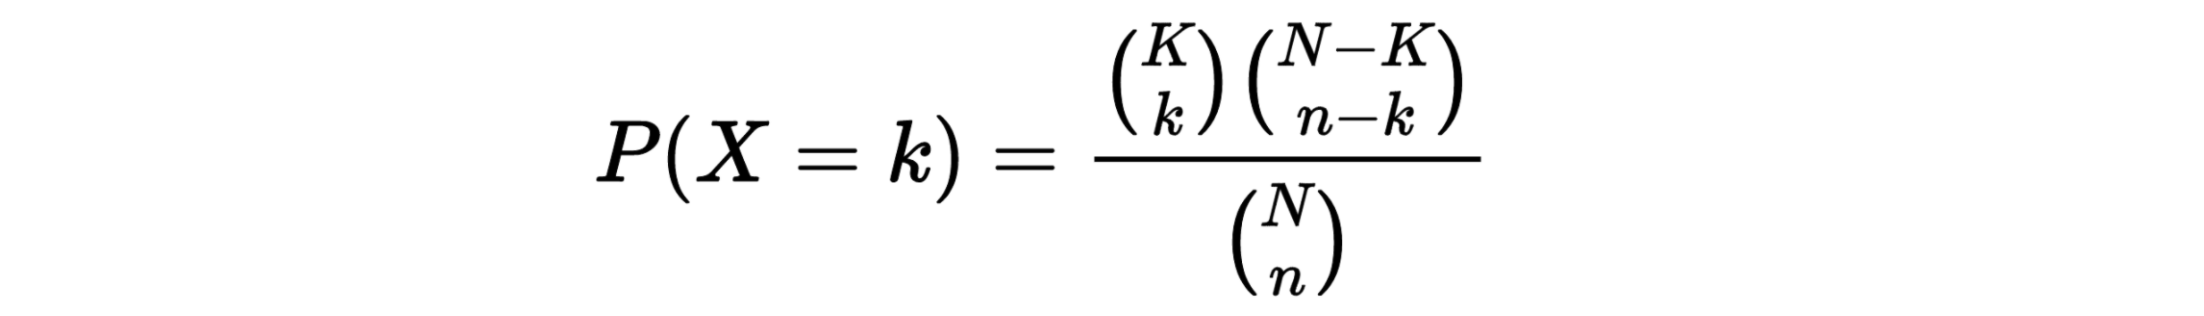 $$P(X = k) = \frac{\binom{K}{k}\binom{N-K}{n-k}}{\binom{N}{n}}$$